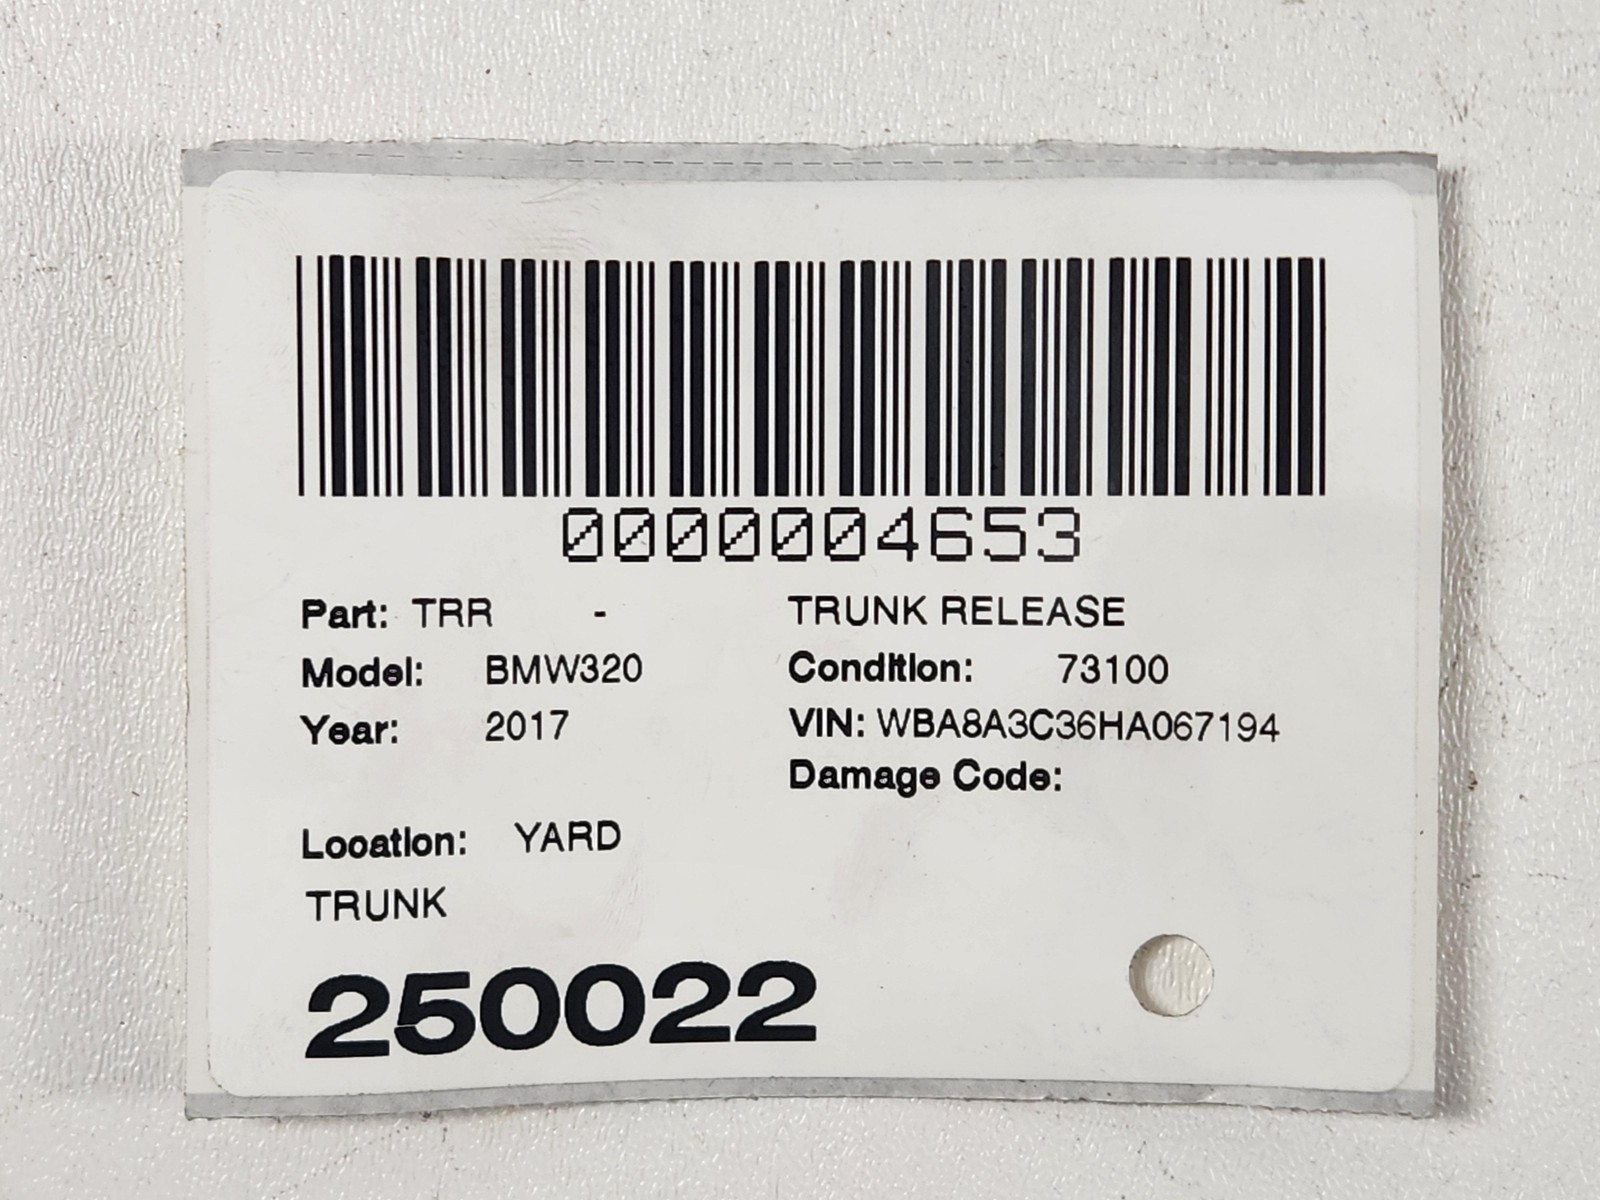 0000004653
Part: TRR - TRUNK RELEASE
Model: BMW320 Condition: 73100
Year: 2017 VIN: WBA8A3C36HA067194
Damage Code:
Location: YARD
TRUNK
250022